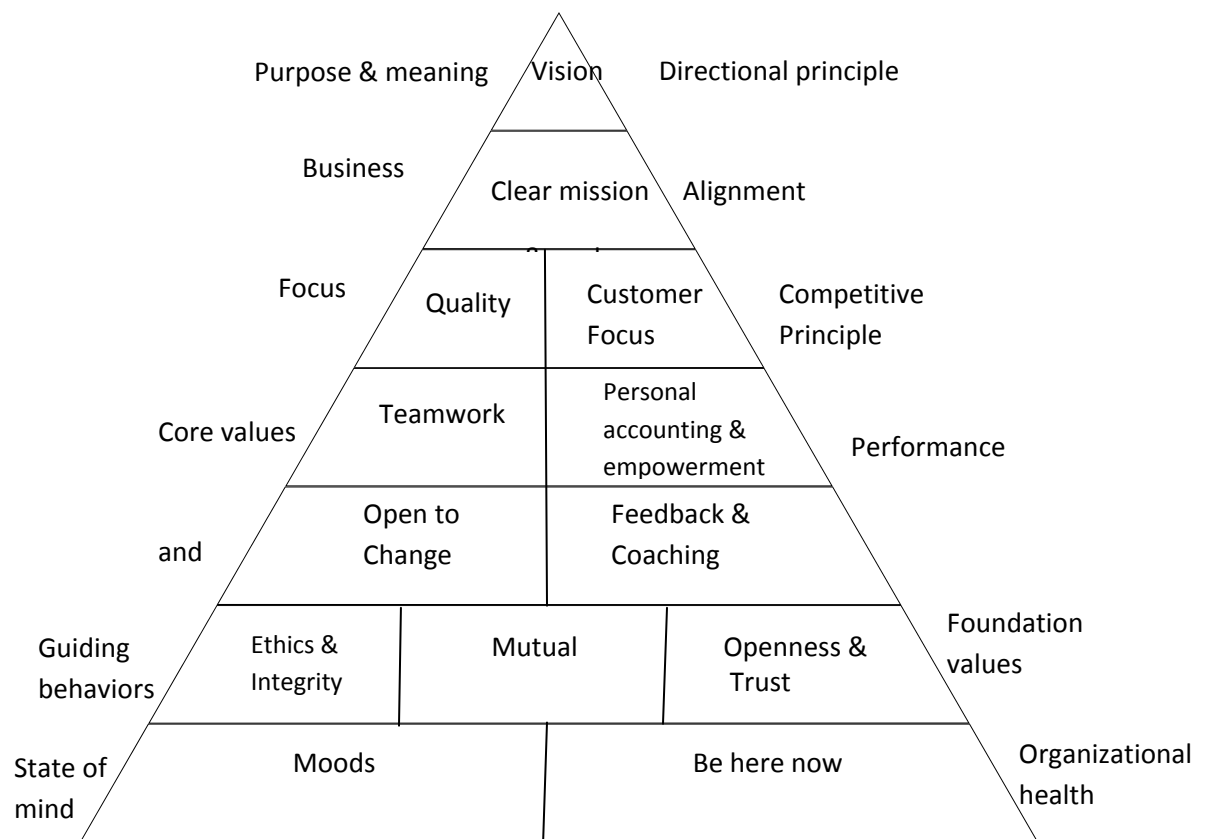 Purpose & meaning Vision Directional principle
Business
Clear mission Alignment
Focus
Quality
Customer
Focus
Competitive
Principle
Core values
Teamwork
Personal
accounting &
empowerment
Performance
and
Open to
Change
Feedback &
Coaching
Guiding
behaviors
Ethics &
Integrity
Mutual
Openness &
Trust
Foundation
values
State of
mind
Moods
Be here now
Organizational
health